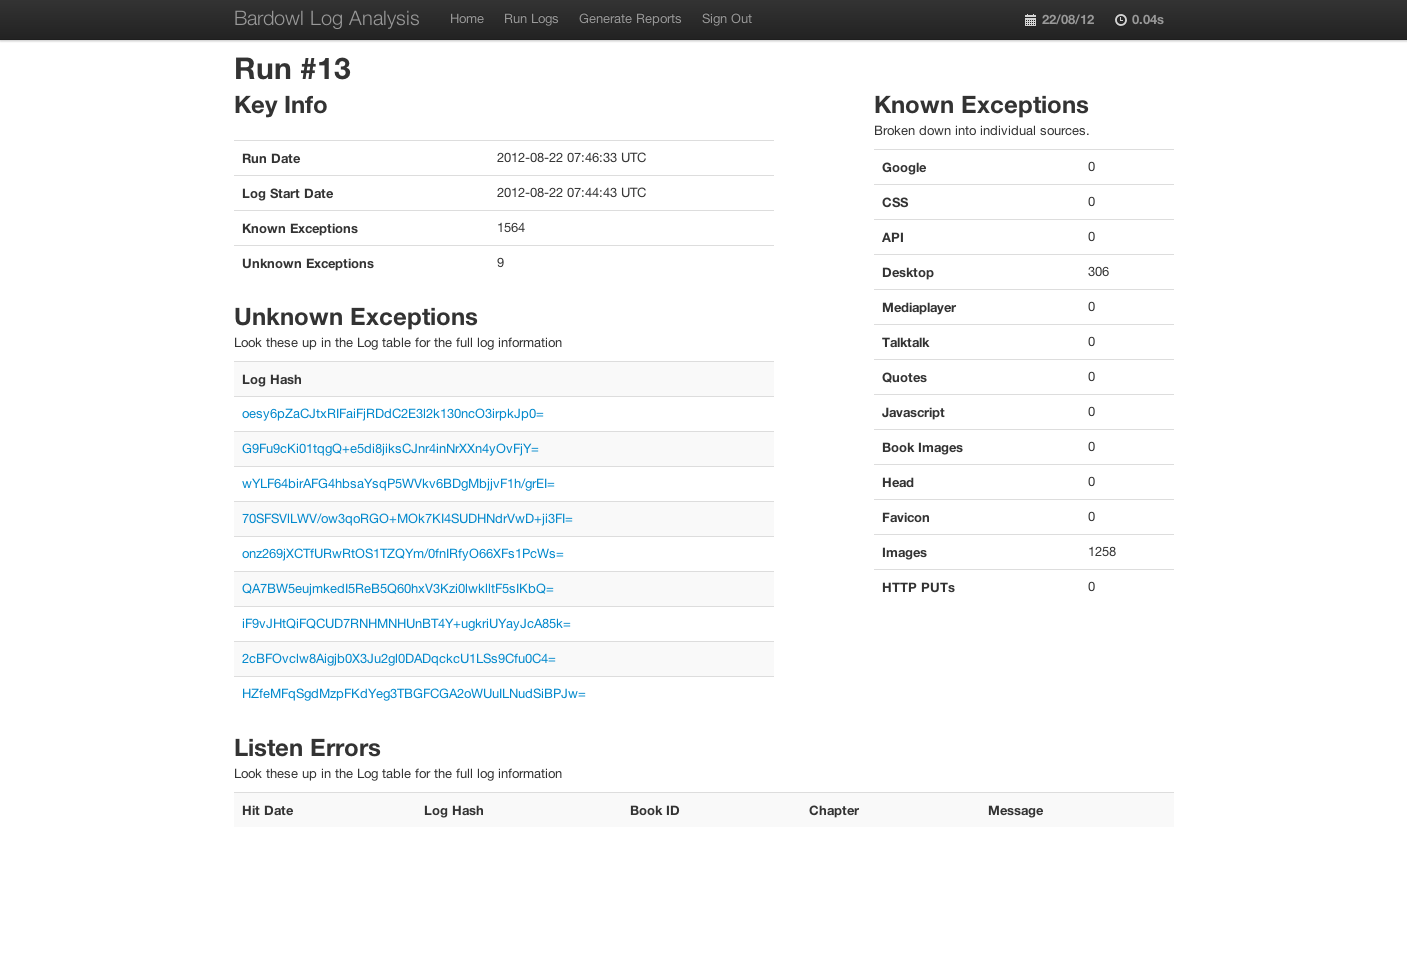 Bardowl Log Analysis Home Run Logs Generate Reports Sign Out 22/08/12 0.04s
Run #13
Key Info
Run Date 2012-08-22 07:46:33 UTC
Log Start Date 2012-08-22 07:44:43 UTC
Known Exceptions 1564
Unknown Exceptions 9
Unknown Exceptions
Look these up in the Log table for the full log information
Log Hash
oesy6pZaCJtxRIFaiFjRDdC2E3I2k130ncO3irpkJp0=
G9Fu9cKi01tqgQ+e5di8jiksCJnr4inNrXXn4yOvFjY=
wYLF64birAFG4hbsaYsqP5WVkv6BDgMbjjvF1h/grEI=
70SFSVlLWV/ow3qoRGO+MOk7KI4SUDHNdrVwD+ji3FI=
onz269jXCTfURwRtOS1TZQYm/0fnIRfyO66XFs1PcWs=
QA7BW5eujmkedI5ReB5Q60hxV3Kzi0lwkIltF5sIKbQ=
iF9vJHtQiFQCUD7RNHMNHUnBT4Y+ugkriUYayJcA85k=
2cBFOvclw8Aigjb0X3Ju2gl0DADqckcU1LSs9Cfu0C4=
HZfeMFqSgdMzpFKdYeg3TBGFCGA2oWUuILNudSiBPJw=
Known Exceptions
Broken down into individual sources.
Google 0
CSS 0
API 0
Desktop 306
Mediaplayer 0
Talktalk 0
Quotes 0
Javascript 0
Book Images 0
Head 0
Favicon 0
Images 1258
HTTP PUTs 0
Listen Errors
Look these up in the Log table for the full log information
Hit Date Log Hash Book ID Chapter Message